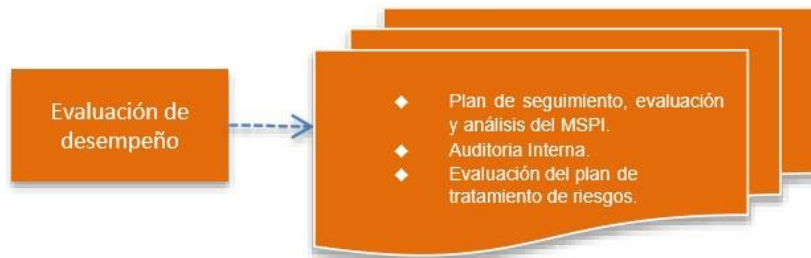 Evaluación de
desempeño
◆ Plan de seguimiento, evaluación
y análisis del MSPI.
◆ Auditoria Interna.
◆ Evaluación del plan de
tratamiento de riesgos.